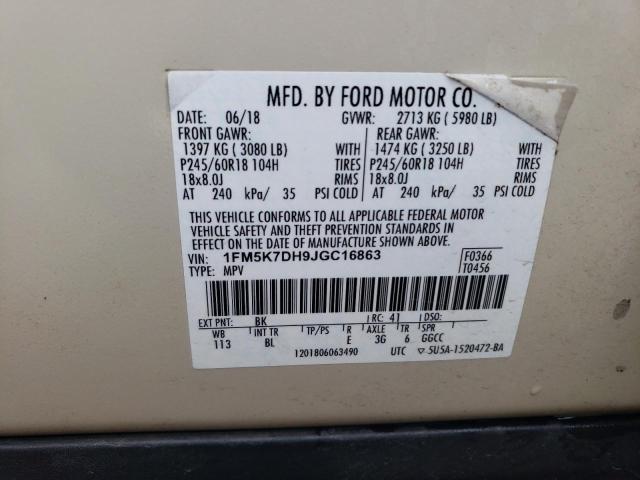 MFD. BY FORD MOTOR CO.
DATE: 06/18 GVWR: 2713 KG ( 5980 LB)
FRONT GAWR: REAR GAWR:
1397 KG ( 3080 LB) WITH 1474 KG ( 3250 LB) WITH
P245/60R18 104H TIRES P245/60R18 104H TIRES
18x8.0J RIMS 18x8.0J RIMS
AT 240 kPa/ 35 PSI COLD AT 240 kPa/ 35 PSI COLD
THIS VEHICLE CONFORMS TO ALL APPLICABLE FEDERAL MOTOR
VEHICLE SAFETY AND THEFT PREVENTION STANDARDS IN
EFFECT ON THE DATE OF MANUFACTURE SHOWN ABOVE.
VIN: 1FM5K7DH9JGC16863 F0366
TYPE: MPV T0456
EXT PNT: BK RC: 41 DSO:
WB INT TR TP/PS R AXLE TR SPR
113 BL E 3G 6 GGCC
1201806063490 UTC ▽ 5U5A-1520472-BA